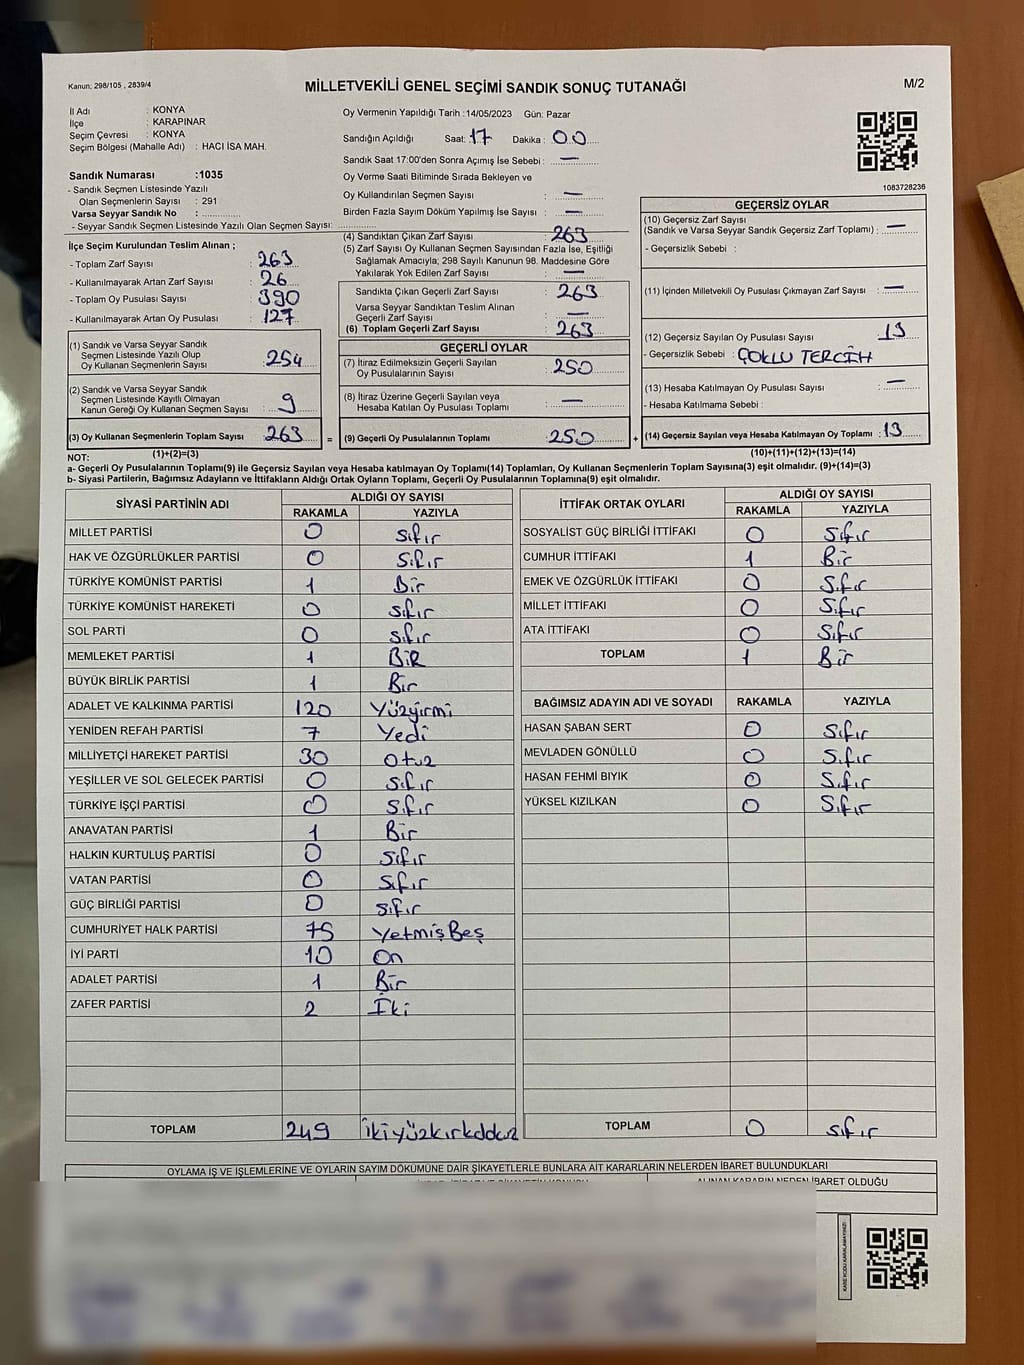 Kanun: 298/105 , 2839/4
MİLLETVEKİLİ GENEL SEÇİMİ SANDIK SONUÇ TUTANAĞI
M/2
İl Adı : KONYA
İlçe : KARAPINAR
Seçim Çevresi : KONYA
Seçim Bölgesi (Mahalle Adı) : HACI İSA MAH.
Sandık Numarası :1035
- Sandık Seçmen Listesinde Yazılı
Olan Seçmenlerin Sayısı : 291
Varsa Seyyar Sandık No : ............
- Seyyar Sandık Seçmen Listesinde Yazılı Olan Seçmen Sayısı: ............
Oy Vermenin Yapıldığı Tarih :14/05/2023 Gün: Pazar
Sandığın Açıldığı Saat: 17 Dakika : 00
Sandık Saat 17:00'den Sonra Açımış İse Sebebi : —
Oy Verme Saati Bitiminde Sırada Bekleyen ve
Oy Kullandırılan Seçmen Sayısı : —
Birden Fazla Sayım Döküm Yapılmış İse Sayısı : —
1083728236
İlçe Seçim Kurulundan Teslim Alınan ;
- Toplam Zarf Sayısı : 263
- Kullanılmayarak Artan Zarf Sayısı : 26
- Toplam Oy Pusulası Sayısı : 390
- Kullanılmayarak Artan Oy Pusulası : 127
(1) Sandık ve Varsa Seyyar Sandık
Seçmen Listesinde Yazılı Olup
Oy Kullanan Seçmenlerin Sayısı : 254
(2) Sandık ve Varsa Seyyar Sandık
Seçmen Listesinde Kayıtlı Olmayan
Kanun Gereği Oy Kullanan Seçmen Sayısı : 9
(3) Oy Kullanan Seçmenlerin Toplam Sayısı : 263
(1)+(2)=(3)
(4) Sandıktan Çıkan Zarf Sayısı : 263
(5) Zarf Sayısı Oy Kullanan Seçmen Sayısından Fazla İse, Eşitliği
Sağlamak Amacıyla; 298 Sayılı Kanunun 98. Maddesine Göre
Yakılarak Yok Edilen Zarf Sayısı : —
Sandıkta Çıkan Geçerli Zarf Sayısı : 263
Varsa Seyyar Sandıktan Teslim Alınan
Geçerli Zarf Sayısı : —
(6) Toplam Geçerli Zarf Sayısı : 263
GEÇERLİ OYLAR
(7) İtiraz Edilmeksizin Geçerli Sayılan
Oy Pusulalarının Sayısı : 250
(8) İtiraz Üzerine Geçerli Sayılan veya
Hesaba Katılan Oy Pusulası Toplamı : —
= (9) Geçerli Oy Pusulalarının Toplamı : 250
GEÇERSİZ OYLAR
(10) Geçersiz Zarf Sayısı
(Sandık ve Varsa Seyyar Sandık Geçersiz Zarf Toplamı) : —
- Geçersizlik Sebebi :
(11) İçinden Milletvekili Oy Pusulası Çıkmayan Zarf Sayısı : —
(12) Geçersiz Sayılan Oy Pusulası Sayısı : 13
- Geçersizlik Sebebi : ÇOKLU TERCİH
(13) Hesaba Katılmayan Oy Pusulası Sayısı : —
- Hesaba Katılmama Sebebi :
+ (14) Geçersiz Sayılan veya Hesaba Katılmayan Oy Toplamı : 13
(10)+(11)+(12)+(13)=(14)
NOT:
a- Geçerli Oy Pusulalarının Toplamı(9) ile Geçersiz Sayılan veya Hesaba katılmayan Oy Toplamı(14) Toplamları, Oy Kullanan Seçmenlerin Toplam Sayısına(3) eşit olmalıdır. (9)+(14)=(3)
b- Siyasi Partilerin, Bağımsız Adayların ve İttifakların Aldığı Ortak Oyların Toplamı, Geçerli Oy Pusulalarının Toplamına(9) eşit olmalıdır.
SİYASİ PARTİNİN ADI ALDIĞI OY SAYISI
RAKAMLA YAZIYLA
MİLLET PARTİSİ 0 Sıfır
HAK VE ÖZGÜRLÜKLER PARTİSİ 0 Sıfır
TÜRKİYE KOMÜNİST PARTİSİ 1 Bir
TÜRKİYE KOMÜNİST HAREKETİ 0 Sıfır
SOL PARTİ 0 Sıfır
MEMLEKET PARTİSİ 1 BİR
BÜYÜK BİRLİK PARTİSİ 1 Bir
ADALET VE KALKINMA PARTİSİ 120 Yüzyirmi
YENİDEN REFAH PARTİSİ 7 Yedi
MİLLİYETÇİ HAREKET PARTİSİ 30 Otuz
YEŞİLLER VE SOL GELECEK PARTİSİ 0 Sıfır
TÜRKİYE İŞÇİ PARTİSİ 0 Sıfır
ANAVATAN PARTİSİ 1 Bir
HALKIN KURTULUŞ PARTİSİ 0 Sıfır
VATAN PARTİSİ 0 Sıfır
GÜÇ BİRLİĞİ PARTİSİ 0 Sıfır
CUMHURİYET HALK PARTİSİ 75 YetmişBeş
İYİ PARTİ 10 On
ADALET PARTİSİ 1 Bir
ZAFER PARTİSİ 2 İki
TOPLAM 249
İTTİFAK ORTAK OYLARI ALDIĞI OY SAYISI
RAKAMLA YAZIYLA
SOSYALİST GÜÇ BİRLİĞİ İTTİFAKI 0 Sıfır
CUMHUR İTTİFAKI 1 Bir
EMEK VE ÖZGÜRLÜK İTTİFAKI 0 Sıfır
MİLLET İTTİFAKI 0 Sıfır
ATA İTTİFAKI 0 Sıfır
TOPLAM 1 Bir
BAĞIMSIZ ADAYIN ADI VE SOYADI RAKAMLA YAZIYLA
HASAN ŞABAN SERT 0 Sıfır
MEVLADEN GÖNÜLLÜ 0 Sıfır
HASAN FEHMİ BIYIK 0 Sıfır
YÜKSEL KIZILKAN 0 Sıfır
TOPLAM 0 Sıfır
OYLAMA İŞ VE İŞLEMLERİNE VE OYLARIN SAYIM DÖKÜMÜNE DAİR ŞİKAYETLERLE BUNLARA AİT KARARLARIN NELERDEN İBARET BULUNDUKLARI
ALINAN KARARIN NEDEN İBARET OLDUĞU
KARE KODU KARALAMAYINIZ!